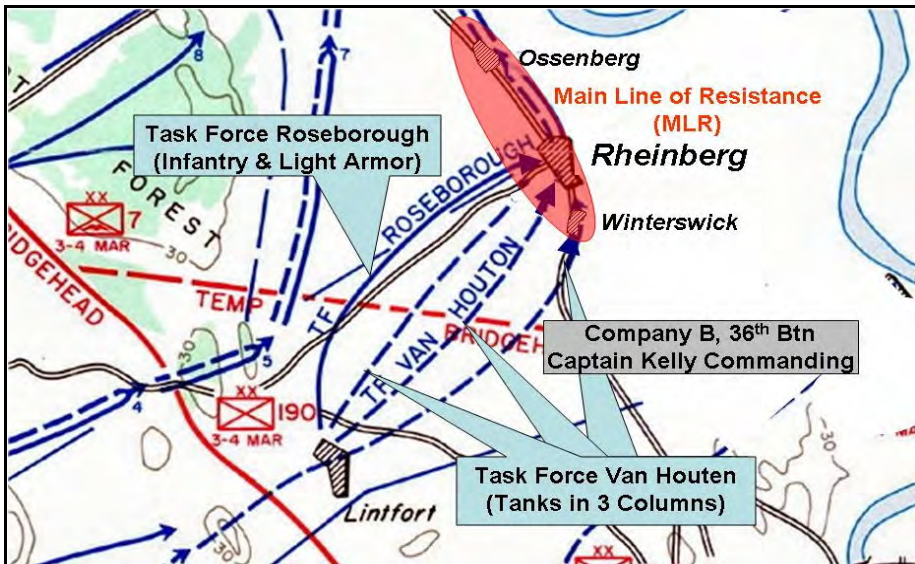 8
7
Ossenberg
Main Line of Resistance
(MLR)
Task Force Roseborough
(Infantry & Light Armor)
Rheinberg
FOREST
XX
7
3-4 MAR
30
TF ROSEBOROUGH
Winterswick
BRIDGEHEAD
TEMP
BRIDGEH
TF VAN HOUTON
Company B, 36th Btn
Captain Kelly Commanding
30
5
4
XX
190
3-4 MAR
30
Task Force Van Houten
(Tanks in 3 Columns)
Lintfort
30
XX